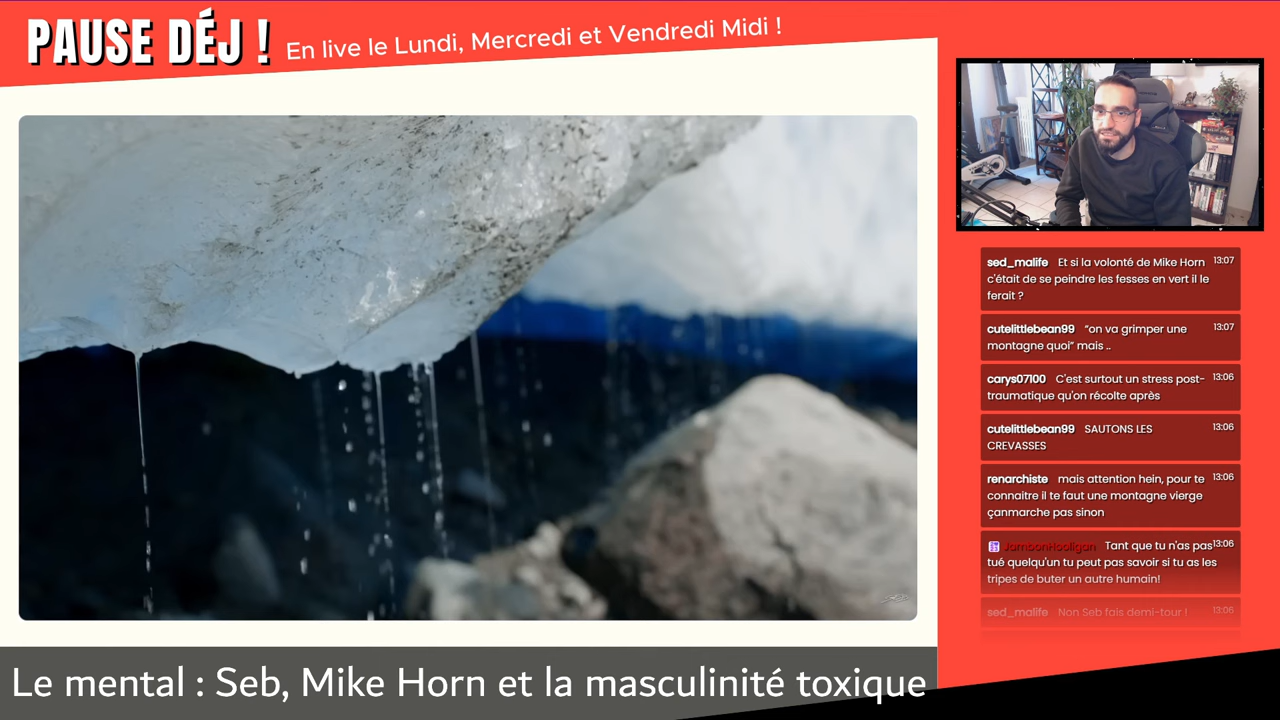 PAUSE DÉJ !
En live le Lundi, Mercredi et Vendredi Midi !
sed_malife Et si la volonté de Mike Horn 13:07
c'était de se peindre les fesses en vert il le
ferait ?
cutelittlebean99 "on va grimper une 13:07
montagne quoi" mais ..
carys07100 C'est surtout un stress post- 13:06
traumatique qu'on récolte après
cutelittlebean99 SAUTONS LES 13:06
CREVASSES
renarchiste mais attention hein, pour te 13:06
connaitre il te faut une montagne vierge
çanmarche pas sinon
JambonHooligan Tant que tu n'as pas 13:06
tué quelqu'un tu peut pas savoir si tu as les
tripes de buter un autre humain!
sed_malife Non Seb fais demi-tour ! 13:06
Le mental : Seb, Mike Horn et la masculinité toxique